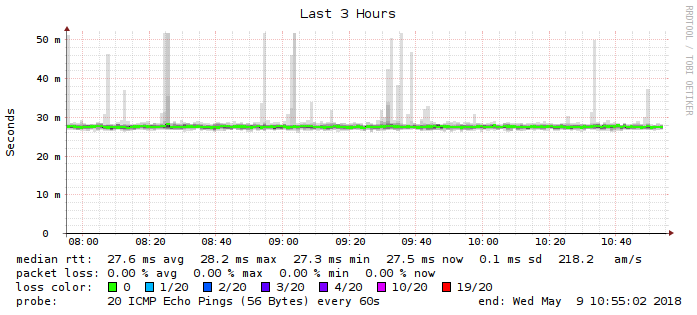 Last 3 Hours
RRDTOOL / TOBI OETIKER
Seconds
50 m
40 m
30 m
20 m
10 m
0
08:00 08:20 08:40 09:00 09:20 09:40 10:00 10:20 10:40
median rtt: 27.6 ms avg 28.2 ms max 27.3 ms min 27.5 ms now 0.1 ms sd 218.2 am/s
packet loss: 0.00 % avg 0.00 % max 0.00 % min 0.00 % now
loss color: 0 1/20 2/20 3/20 4/20 10/20 19/20
probe: 20 ICMP Echo Pings (56 Bytes) every 60s end: Wed May 9 10:55:02 2018